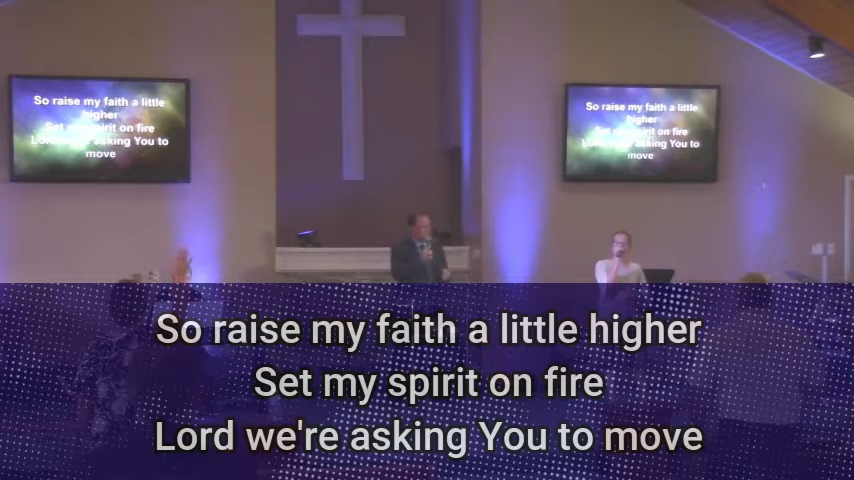 So raise my faith a little
higher
Set my spirit on fire
Lord we're asking You to
move
So raise my faith a little
higher
Set my spirit on fire
Lord we're asking You to
move
So raise my faith a little higher
Set my spirit on fire
Lord we're asking You to move